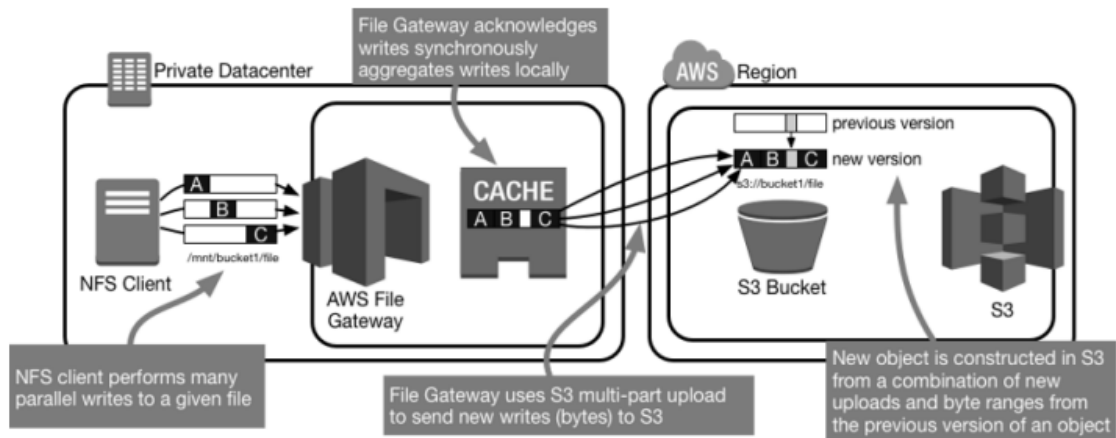 File Gateway acknowledges
writes synchronously
aggregates writes locally
Private Datacenter
AWS
Region
previous version
A B C
new version
s3://bucket1/file
A
B
C
/mnt/bucket1/file
NFS Client
AWS File
Gateway
CACHE
A B C
S3 Bucket
S3
NFS client performs many
parallel writes to a given file
File Gateway uses S3 multi-part upload
to send new writes (bytes) to S3
New object is constructed in S3
from a combination of new
uploads and byte ranges from
the previous version of an object